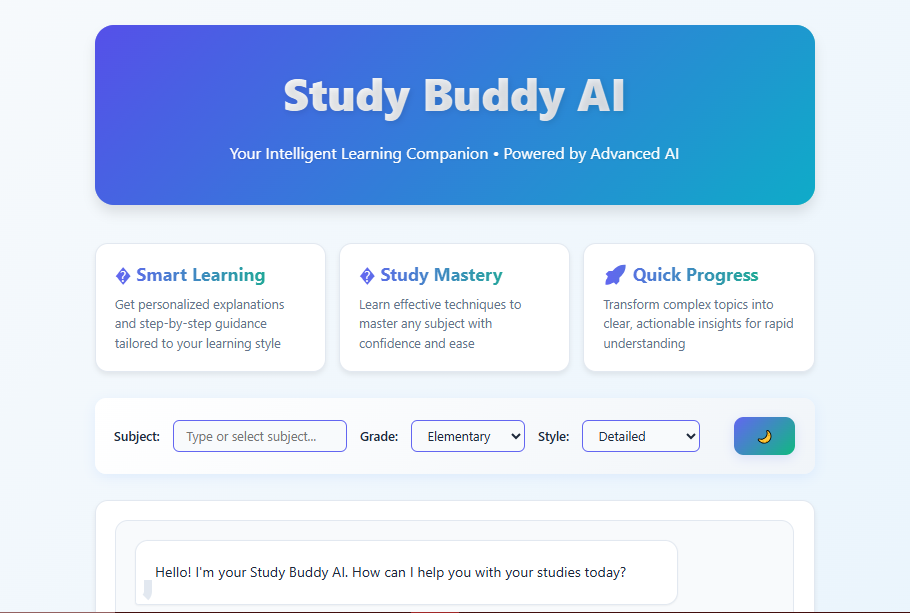 Study Buddy AI
Your Intelligent Learning Companion • Powered by Advanced AI
� Smart Learning
Get personalized explanations
and step-by-step guidance
tailored to your learning style
� Study Mastery
Learn effective techniques to
master any subject with
confidence and ease
🚀 Quick Progress
Transform complex topics into
clear, actionable insights for rapid
understanding
Subject: Type or select subject... Grade: Elementary Style: Detailed 🌙
Hello! I'm your Study Buddy AI. How can I help you with your studies today?